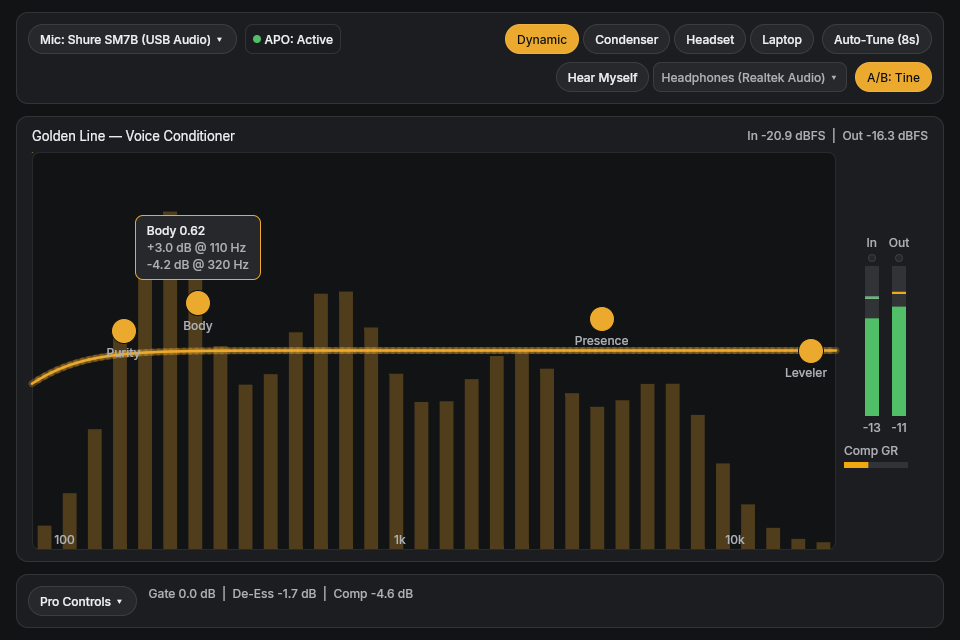 Mic: Shure SM7B (USB Audio) ▾
APO: Active
Dynamic
Condenser
Headset
Laptop
Auto-Tune (8s)
Hear Myself
Headphones (Realtek Audio) ▾
A/B: Tine
Golden Line — Voice Conditioner
In -20.9 dBFS | Out -16.3 dBFS
Body 0.62
+3.0 dB @ 110 Hz
-4.2 dB @ 320 Hz
Purity
Body
Presence
Leveler
100
1k
10k
In
Out
-13
-11
Comp GR
Pro Controls ▾
Gate 0.0 dB | De-Ess -1.7 dB | Comp -4.6 dB